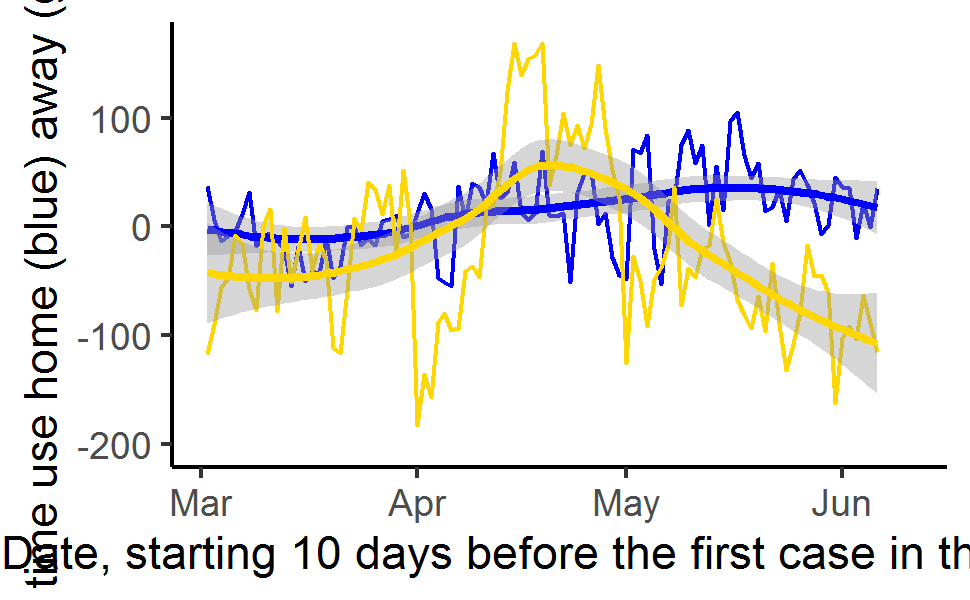 time use home (blue) away (
100
0
-100
-200
Mar Apr May Jun
Date, starting 10 days before the first case in th